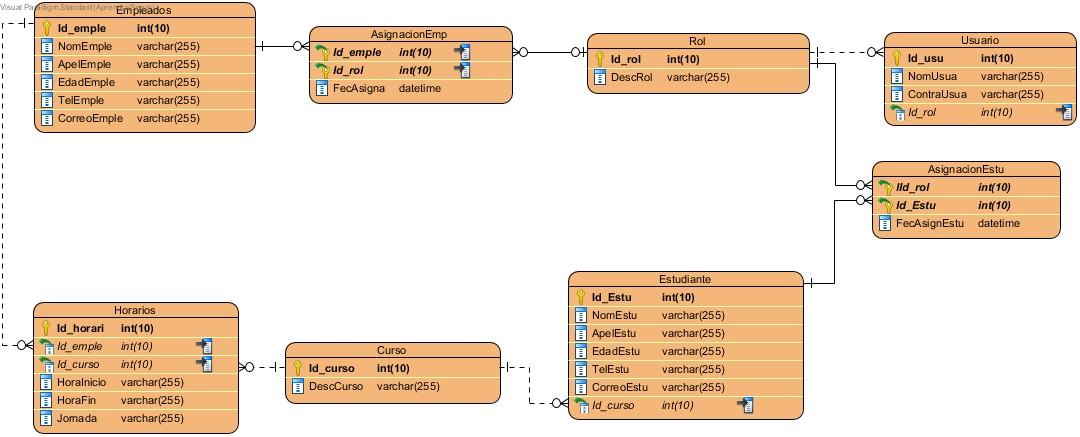 Visual Paradigm Standard(Apren
Empleados
Id_emple int(10)
NomEmple varchar(255)
ApelEmple varchar(255)
EdadEmple varchar(255)
TelEmple varchar(255)
CorreoEmple varchar(255)
AsignacionEmp
Id_emple int(10)
Id_rol int(10)
FecAsigna datetime
Rol
Id_rol int(10)
DescRol varchar(255)
Usuario
Id_usu int(10)
NomUsua varchar(255)
ContraUsua varchar(255)
Id_rol int(10)
AsignacionEstu
IId_rol int(10)
Id_Estu int(10)
FecAsignEstu datetime
Horarios
Id_horari int(10)
Id_emple int(10)
Id_curso int(10)
HoraInicio varchar(255)
HoraFin varchar(255)
Jornada varchar(255)
Curso
Id_curso int(10)
DescCurso varchar(255)
Estudiante
Id_Estu int(10)
NomEstu varchar(255)
ApelEstu varchar(255)
EdadEstu varchar(255)
TelEstu varchar(255)
CorreoEstu varchar(255)
Id_curso int(10)